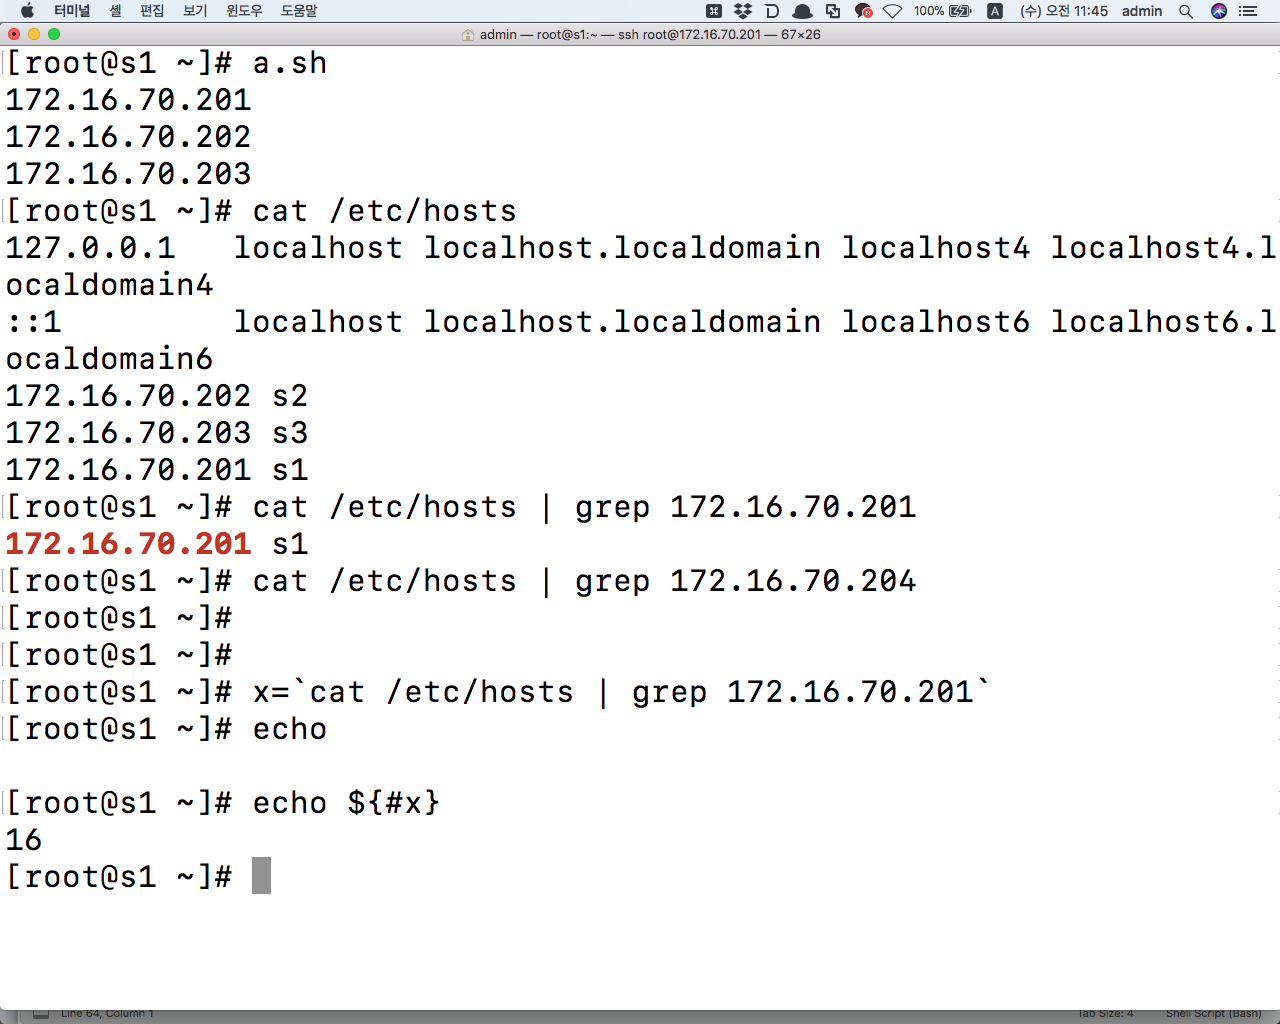 터미널 셸 편집 보기 윈도우 도움말 100% A (수) 오전 11:45 admin
admin — root@s1:~ — ssh root@172.16.70.201 — 67×26
[root@s1 ~]# a.sh
172.16.70.201
172.16.70.202
172.16.70.203
[root@s1 ~]# cat /etc/hosts
127.0.0.1   localhost localhost.localdomain localhost4 localhost4.l
ocaldomain4
::1         localhost localhost.localdomain localhost6 localhost6.l
ocaldomain6
172.16.70.202 s2
172.16.70.203 s3
172.16.70.201 s1
[root@s1 ~]# cat /etc/hosts | grep 172.16.70.201
172.16.70.201 s1
[root@s1 ~]# cat /etc/hosts | grep 172.16.70.204
[root@s1 ~]#
[root@s1 ~]#
[root@s1 ~]# x=`cat /etc/hosts | grep 172.16.70.201`
[root@s1 ~]# echo
[root@s1 ~]# echo ${#x}
16
[root@s1 ~]#
Line 64, Column 1 Tab Size: 4 Shell Script (Bash)